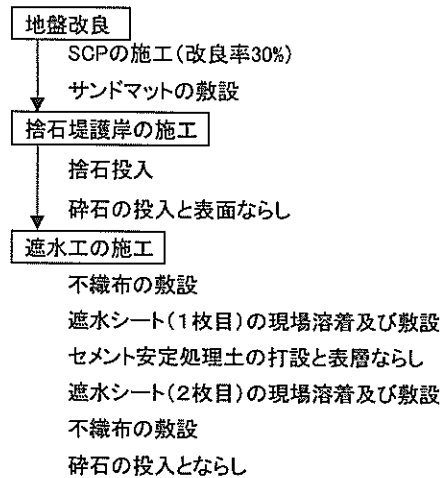 地盤改良
SCPの施工(改良率30%)
サンドマットの敷設
捨石堤護岸の施工
捨石投入
砕石の投入と表面ならし
遮水工の施工
不織布の敷設
遮水シート(1枚目)の現場溶着及び敷設
セメント安定処理土の打設と表層ならし
遮水シート(2枚目)の現場溶着及び敷設
不織布の敷設
砕石の投入とならし